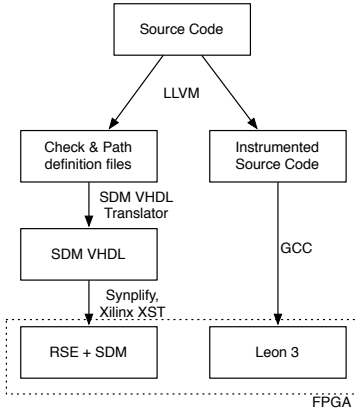 Source Code
LLVM
Check & Path
definition files
Instrumented
Source Code
SDM VHDL
Translator
SDM VHDL
GCC
Synplify,
Xilinx XST
RSE + SDM
Leon 3
FPGA